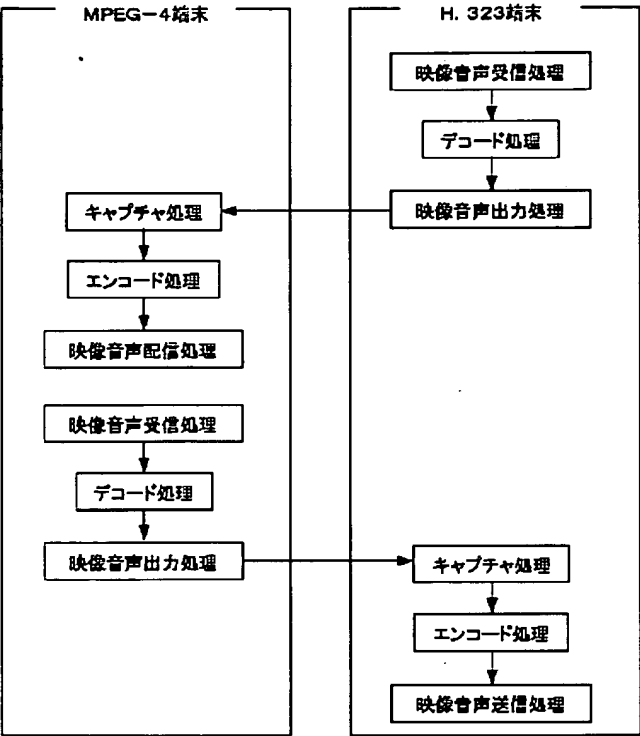 MPEG-4端末
キャプチャ処理
エンコード処理
映像音声配信処理
映像音声受信処理
デコード処理
映像音声出力処理
H. 323端末
映像音声受信処理
デコード処理
映像音声出力処理
キャプチャ処理
エンコード処理
映像音声送信処理